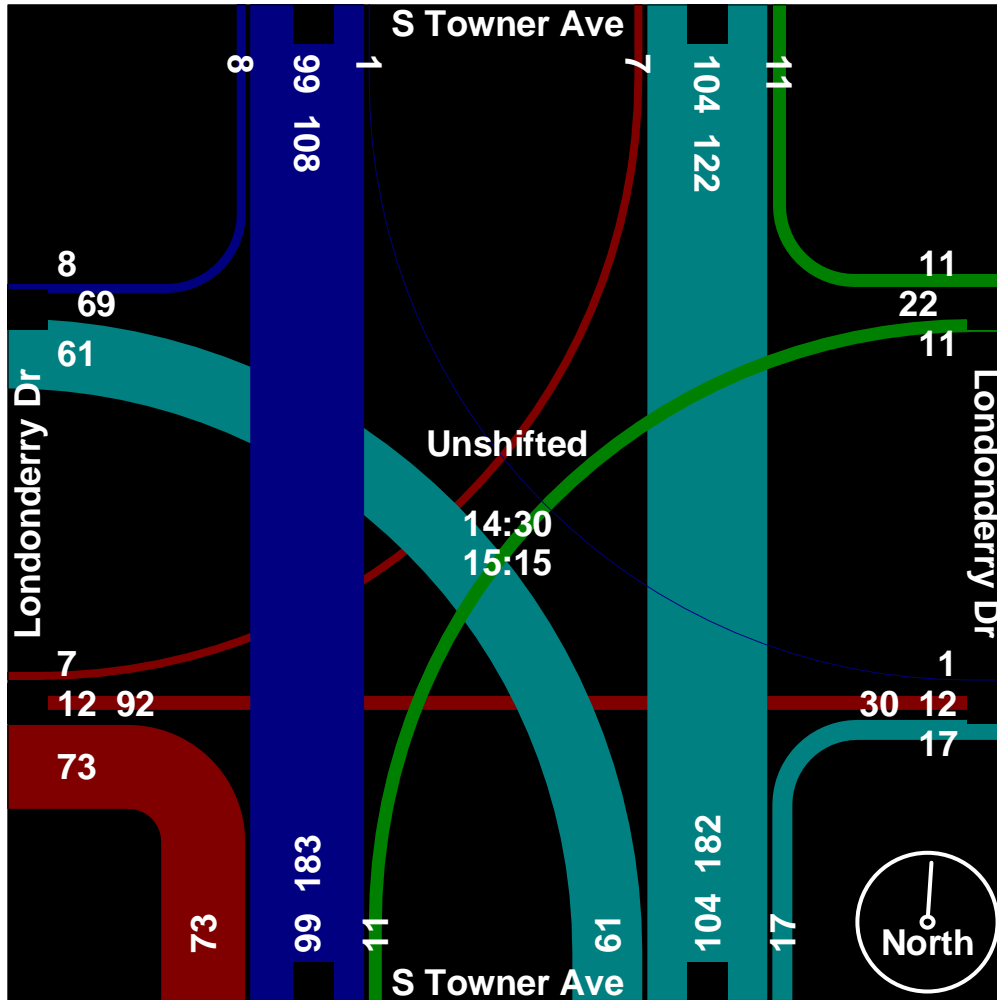 S Towner Ave
8 99 108 1 7 104 122 11
8
69
61
11
22
11
Londonderry Dr
Londonderry Dr
Unshifted
14:30
15:15
7
12 92
73
1
30 12
17
73 99 183 11 61 104 182 17
North
S Towner Ave